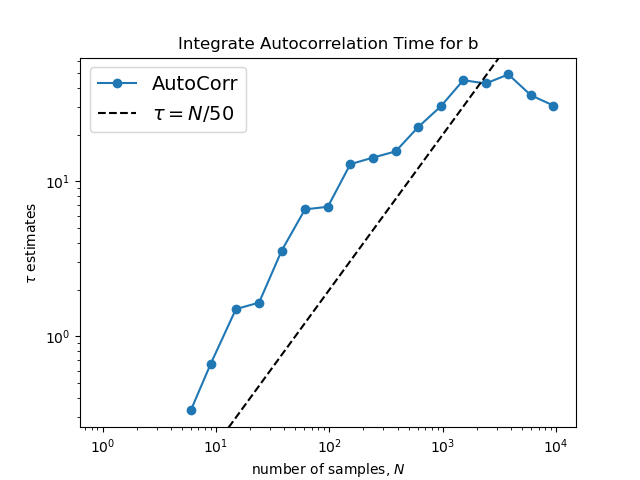 Integrate Autocorrelation Time for b
AutoCorr
τ = N/50
10¹
10⁰
τ estimates
10⁰ 10¹ 10² 10³ 10⁴
number of samples, N